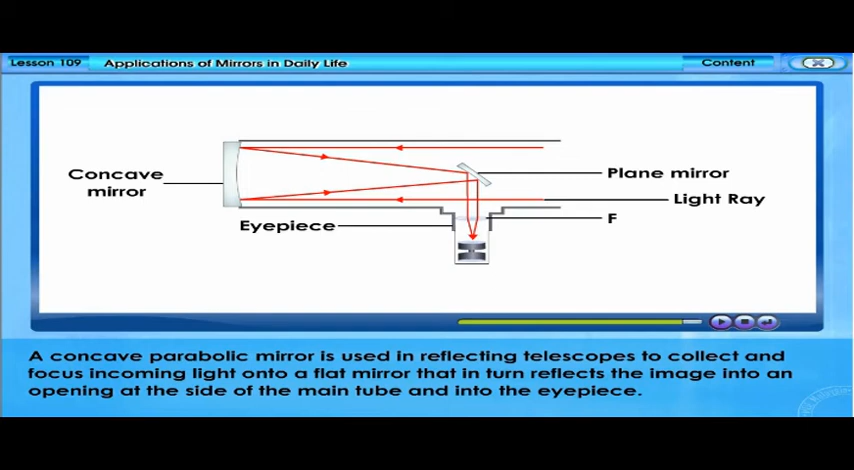 Lesson 109
Applications of Mirrors in Daily Life
Content
Concave
mirror
Plane mirror
Light Ray
F
Eyepiece
A concave parabolic mirror is used in reflecting telescopes to collect and
focus incoming light onto a flat mirror that in turn reflects the image into an
opening at the side of the main tube and into the eyepiece.